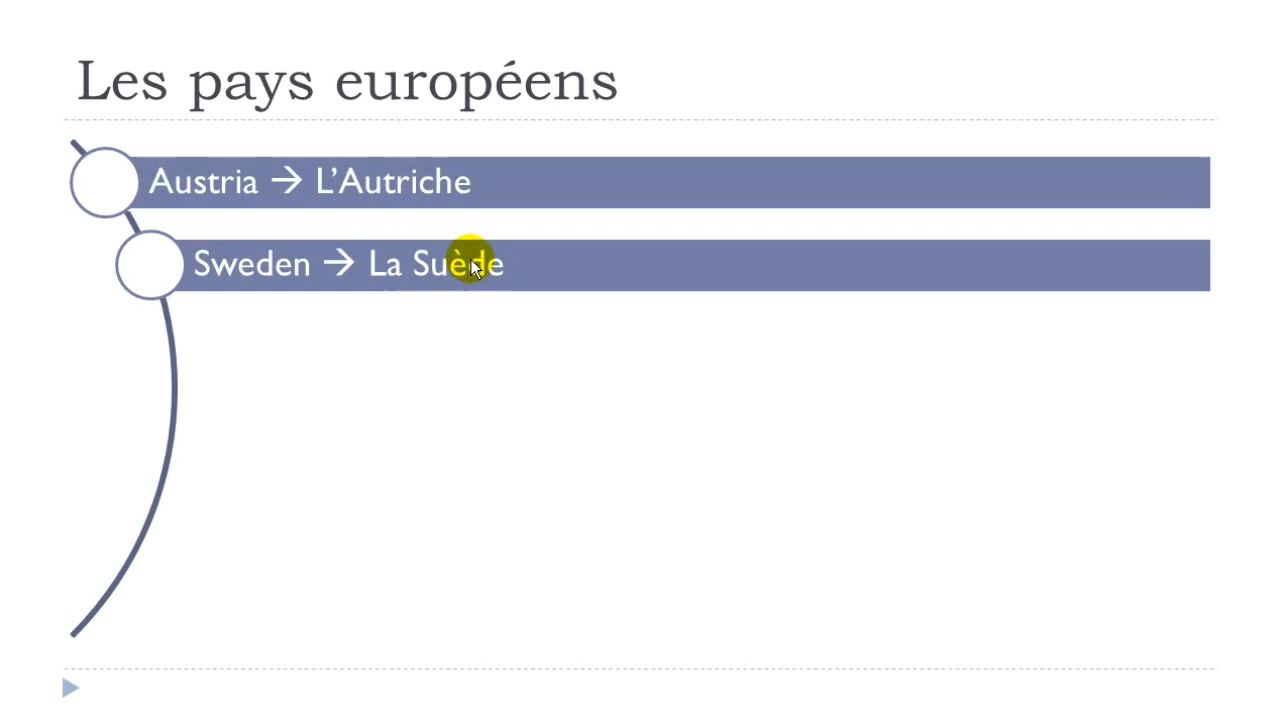 Les pays européens
Austria → L’Autriche
Sweden → La Suède